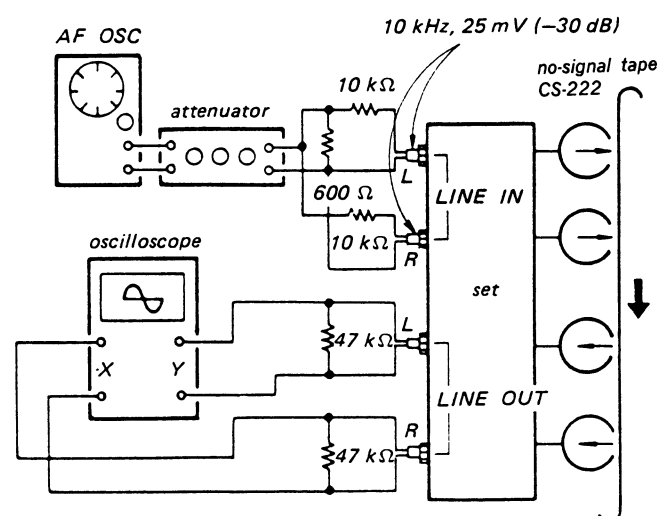 10 kHz, 25 mV (−30 dB)
AF OSC
no-signal tape
CS-222
10 kΩ
attenuator
L
600 Ω
LINE IN
10 kΩ
R
oscilloscope
set
L
47 kΩ
X
Y
LINE OUT
R
47 kΩ